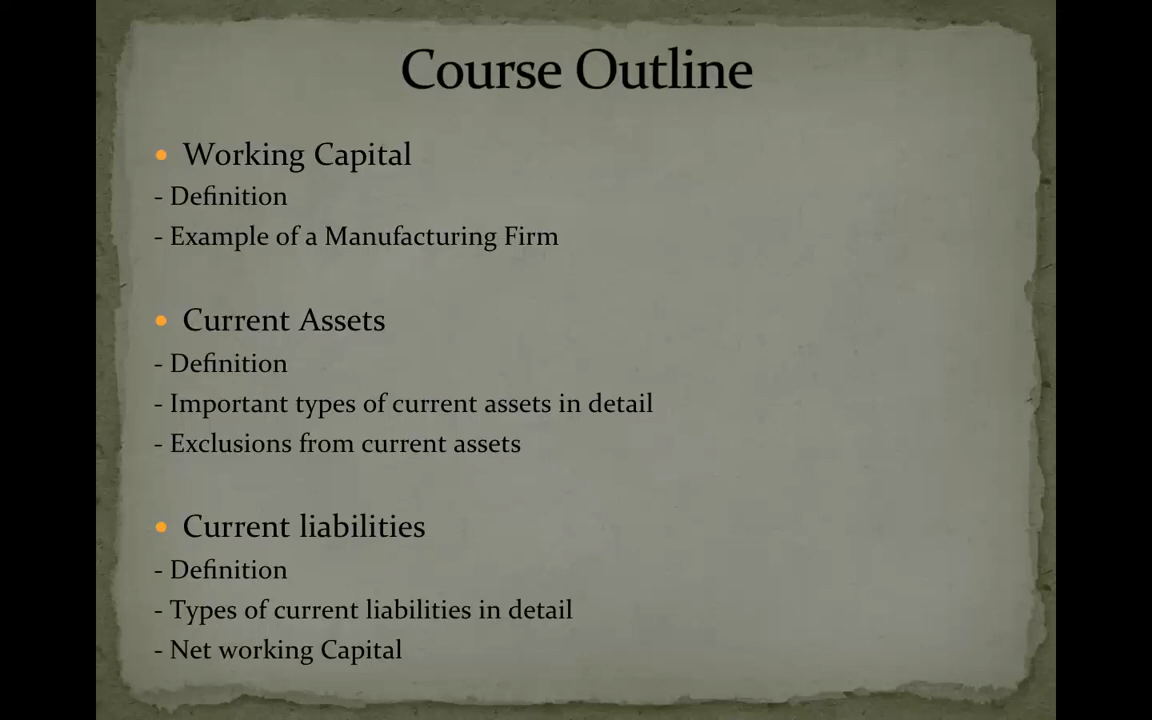 Course Outline
• Working Capital
- Definition
- Example of a Manufacturing Firm
• Current Assets
- Definition
- Important types of current assets in detail
- Exclusions from current assets
• Current liabilities
- Definition
- Types of current liabilities in detail
- Net working Capital